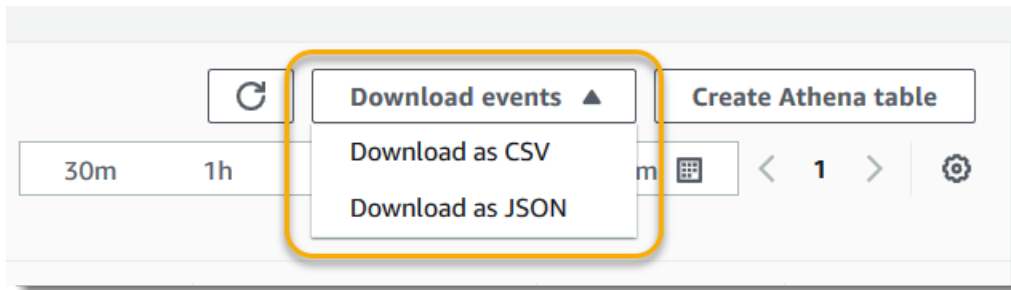 Download events ▲ Create Athena table
Download as CSV
30m 1h m 1
Download as JSON